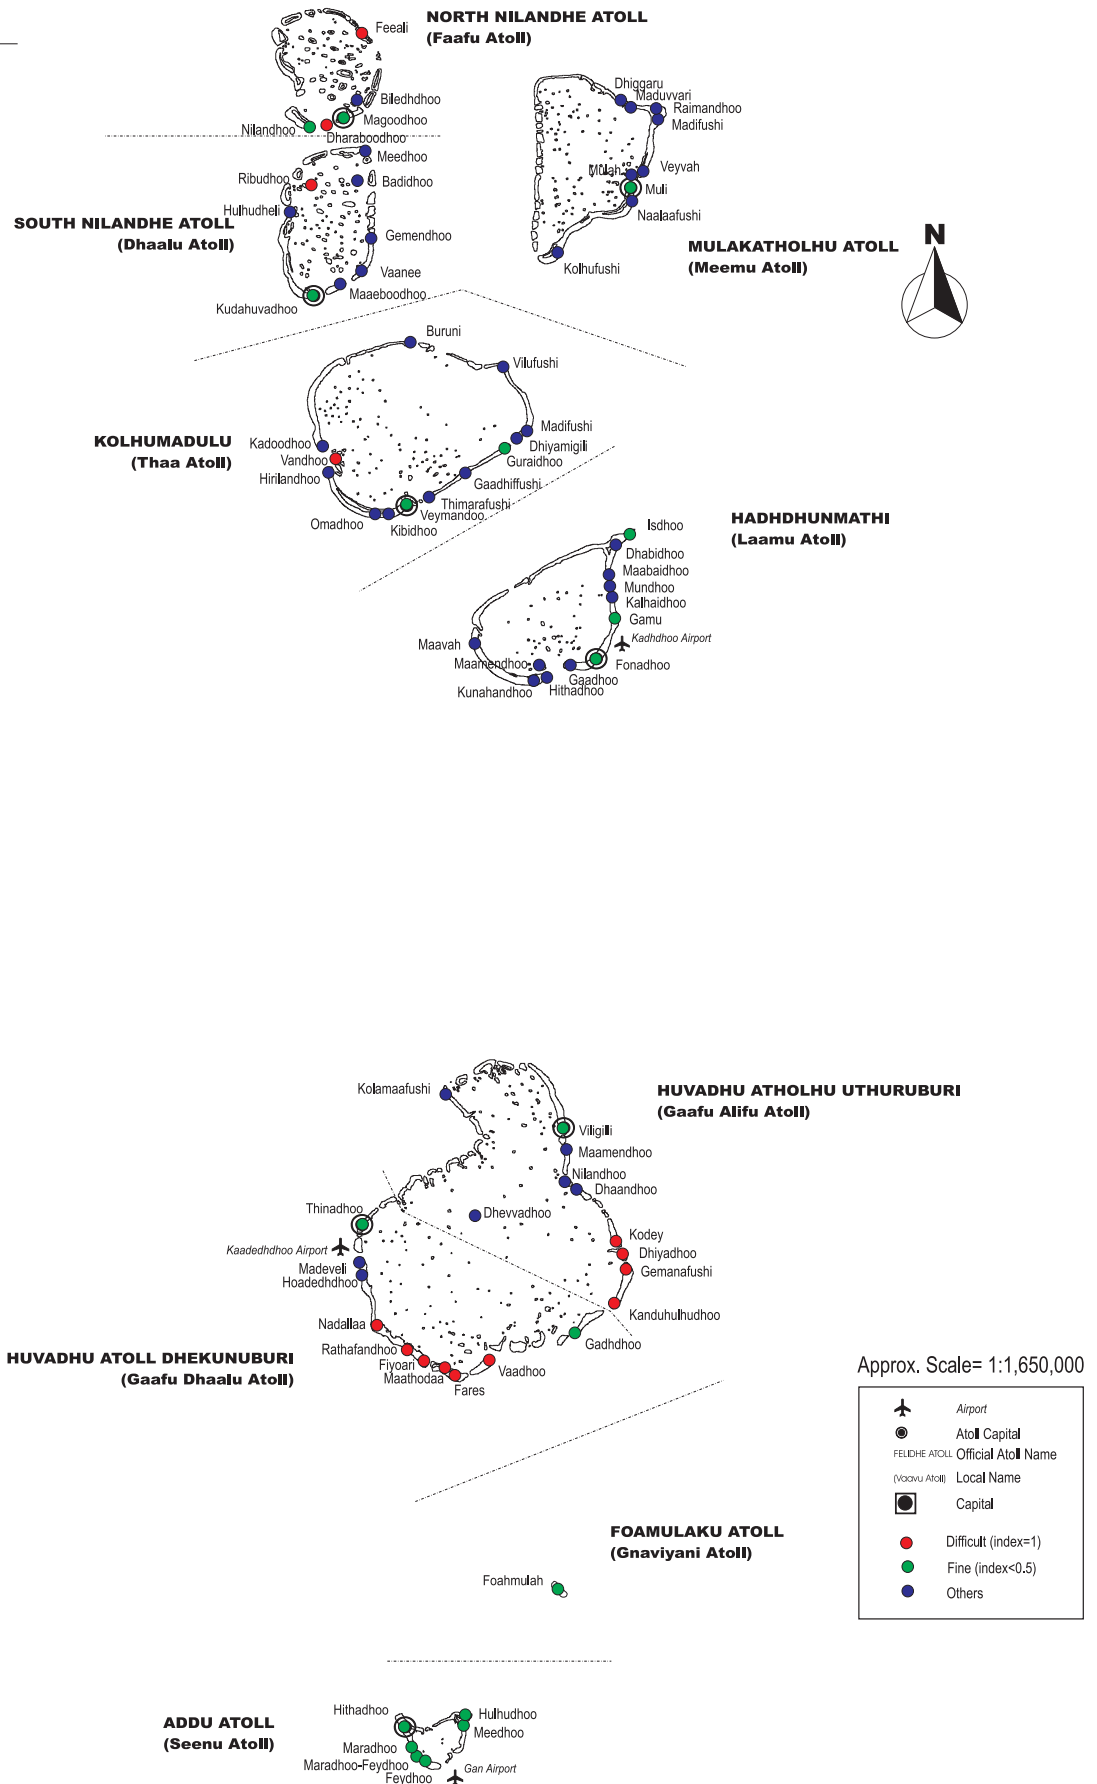 NORTH NILANDHE ATOLL
(Faafu Atoll)
Feeali
Biledhdhoo
Magoodhoo
Nilandhoo
Dharaboodhoo
Dhiggaru
Maduvvari
Raimandhoo
Madifushi
Mulah
Veyvah
Muli
Naalaafushi
Kolhufushi
MULAKATHOLHU ATOLL
(Meemu Atoll)
N
Meedhoo
Ribudhoo
Badidhoo
Hulhudheli
SOUTH NILANDHE ATOLL
(Dhaalu Atoll)
Gemendhoo
Vaanee
Maaeboodhoo
Kudahuvadhoo
Buruni
Vilufushi
KOLHUMADULU
(Thaa Atoll)
Madifushi
Dhiyamigili
Guraidhoo
Kadoodhoo
Vandhoo
Hirilandhoo
Gaadhiffushi
Thimarafushi
Veymandoo
Omadhoo
Kibidhoo
HADHDHUNMATHI
(Laamu Atoll)
Isdhoo
Dhabidhoo
Maabaidhoo
Mundhoo
Kalhaidhoo
Gamu
Kadhdhoo Airport
Maavah
Maamendhoo
Fonadhoo
Gaadhoo
Hithadhoo
Kunahandhoo
Kolamaafushi
HUVADHU ATHOLHU UTHURUBURI
(Gaafu Alifu Atoll)
Viligilli
Maamendhoo
Nilandhoo
Dhaandhoo
Thinadhoo
Dhevvadhoo
Kodey
Dhiyadhoo
Gemanafushi
Kaadedhdhoo Airport
Madeveli
Hoadedhdhoo
Kanduhulhudhoo
Nadallaa
Gadhdhoo
Rathafandhoo
Fiyoari
Maathodaa
Fares
Vaadhoo
HUVADHU ATOLL DHEKUNUBURI
(Gaafu Dhaalu Atoll)
Approx. Scale= 1:1,650,000
Airport
Atoll Capital
FELIDHE ATOLL Official Atoll Name
(Vaavu Atoll) Local Name
Capital
Difficult (index=1)
Fine (index<0.5)
Others
FOAMULAKU ATOLL
(Gnaviyani Atoll)
Foahmulah
ADDU ATOLL
(Seenu Atoll)
Hithadhoo
Hulhudhoo
Meedhoo
Maradhoo
Maradhoo-Feydhoo
Feydhoo
Gan Airport